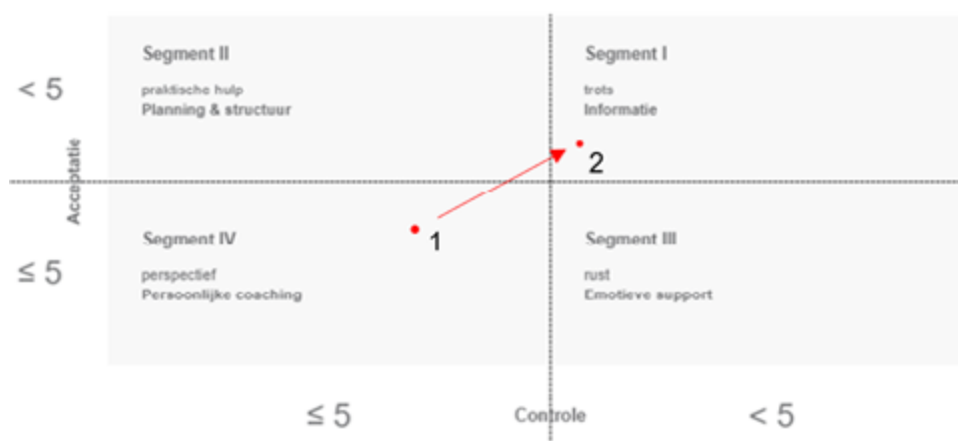 Segment II
praktische hulp
Planning & structuur
Segment I
trots
Informatie
< 5
Acceptatie
2
1
Segment IV
perspectief
Persoonlijke coaching
Segment III
rust
Emotieve support
≤ 5
≤ 5
Controle
< 5